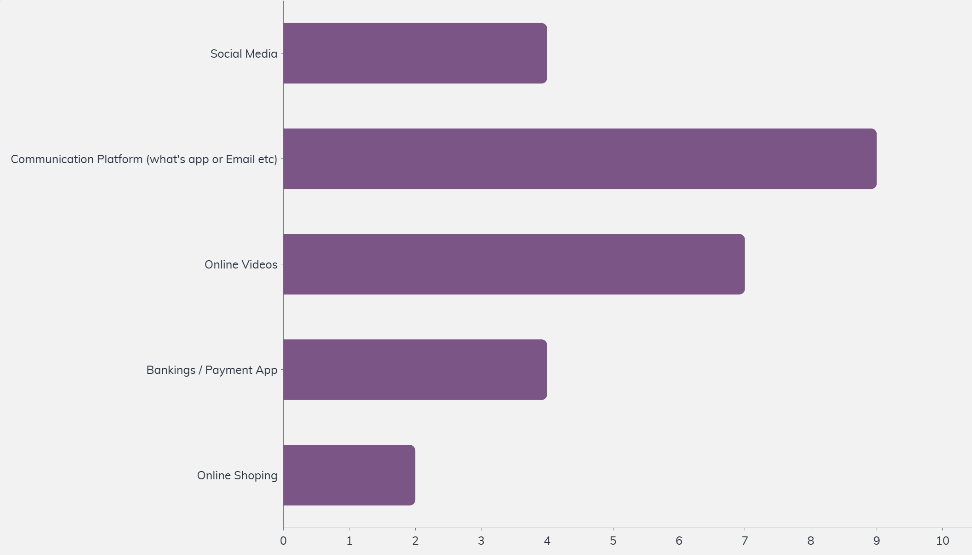 Social Media
Communication Platform (what's app or Email etc)
Online Videos
Bankings / Payment App
Online Shoping
0 1 2 3 4 5 6 7 8 9 10